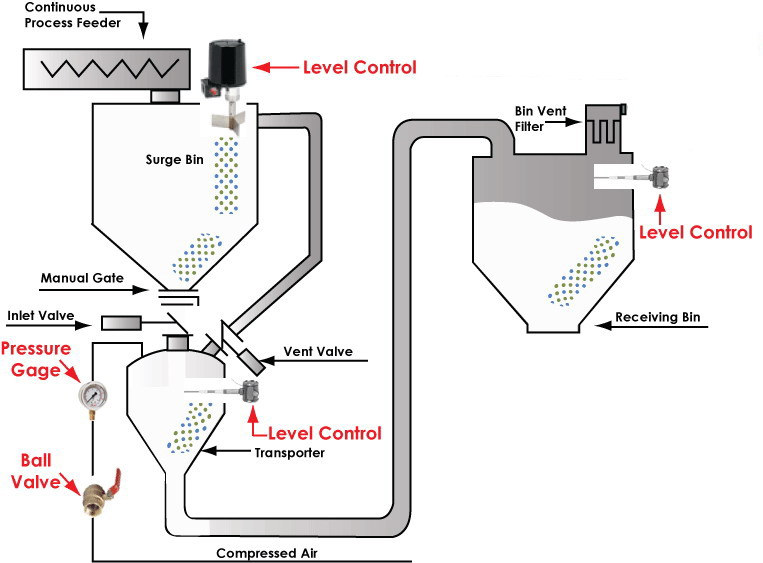 Continuous
Process Feeder
Level Control
Surge Bin
Bin Vent
Filter
Level Control
Manual Gate
Inlet Valve
Receiving Bin
Pressure
Gage
Vent Valve
Level Control
Transporter
Ball
Valve
Compressed Air